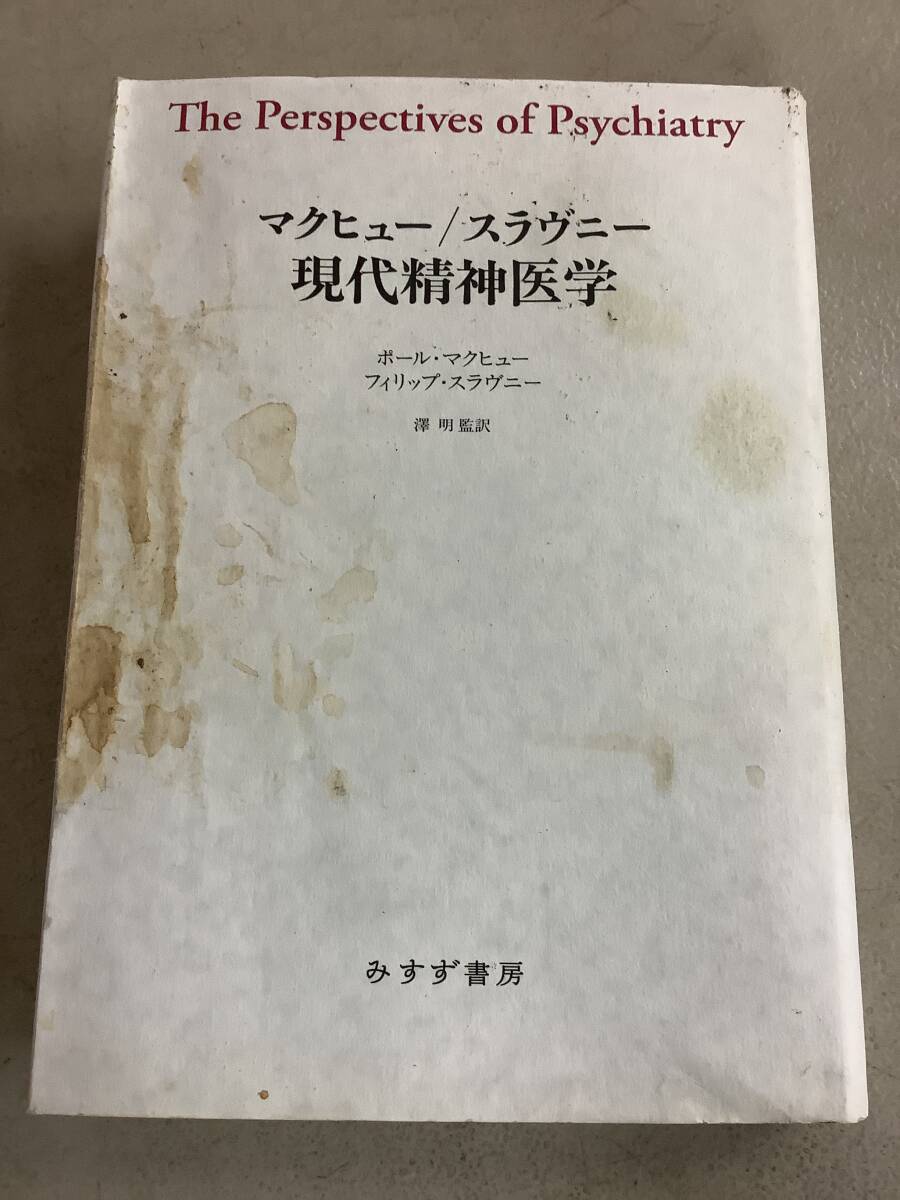 The Perspectives of Psychiatry
マクヒュー/スラヴニー
現代精神医学
ポール・マクヒュー
フィリップ・スラヴニー
澤 明 監訳
みすず書房